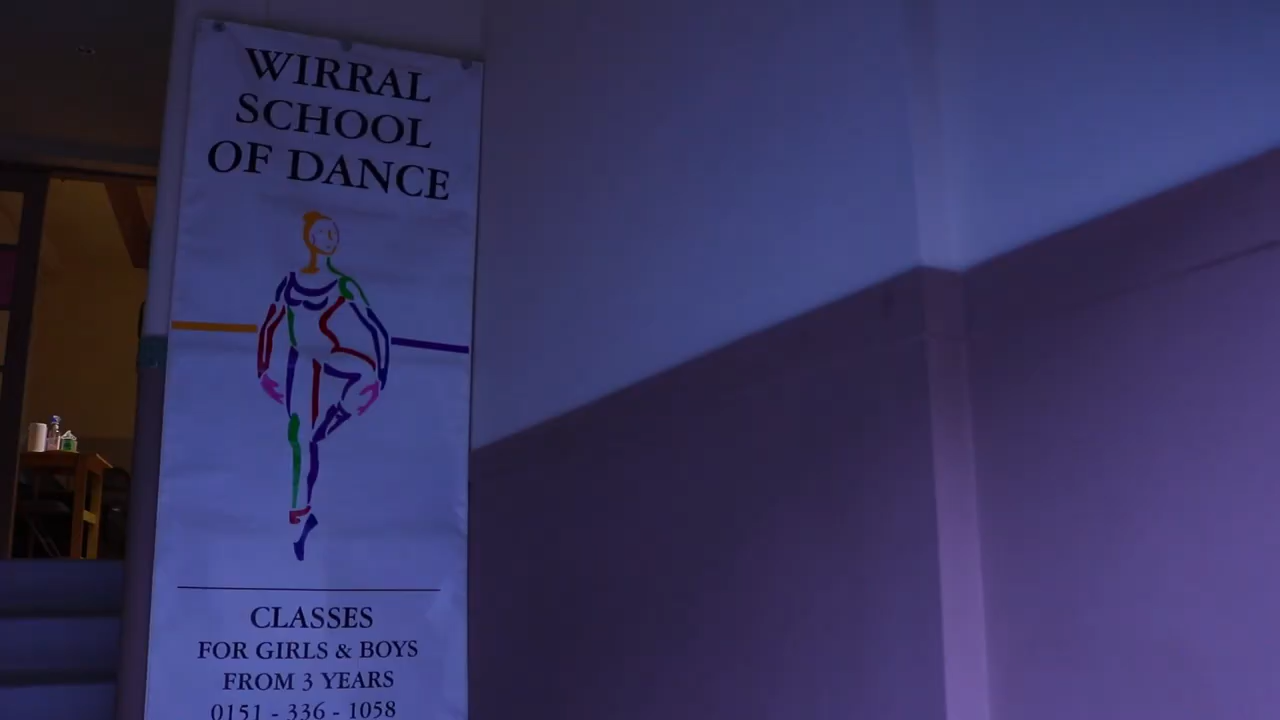 WIRRAL
SCHOOL
OF DANCE
CLASSES
FOR GIRLS & BOYS
FROM 3 YEARS
0151 - 336 - 1058